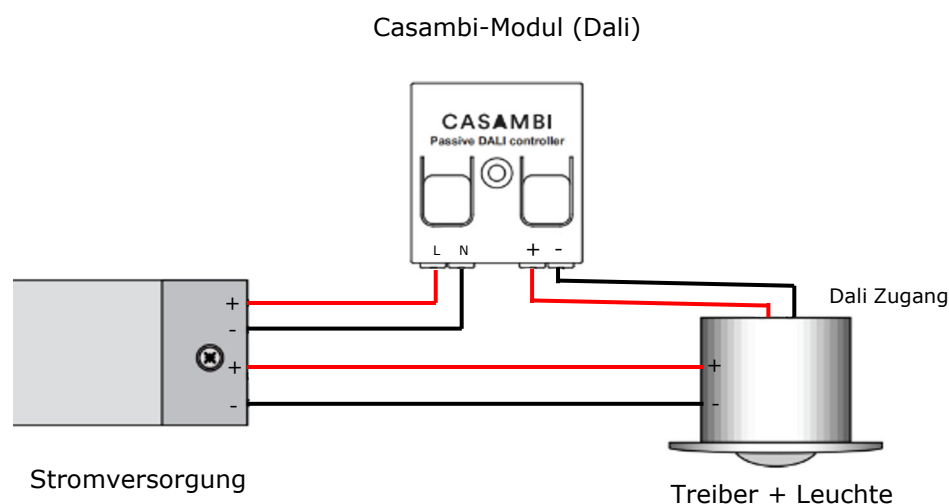 Casambi-Modul (Dali)
CASAMBI
Passive DALI controller
L N + -
+
-
+
-
Dali Zugang
+
-
Stromversorgung
Treiber + Leuchte